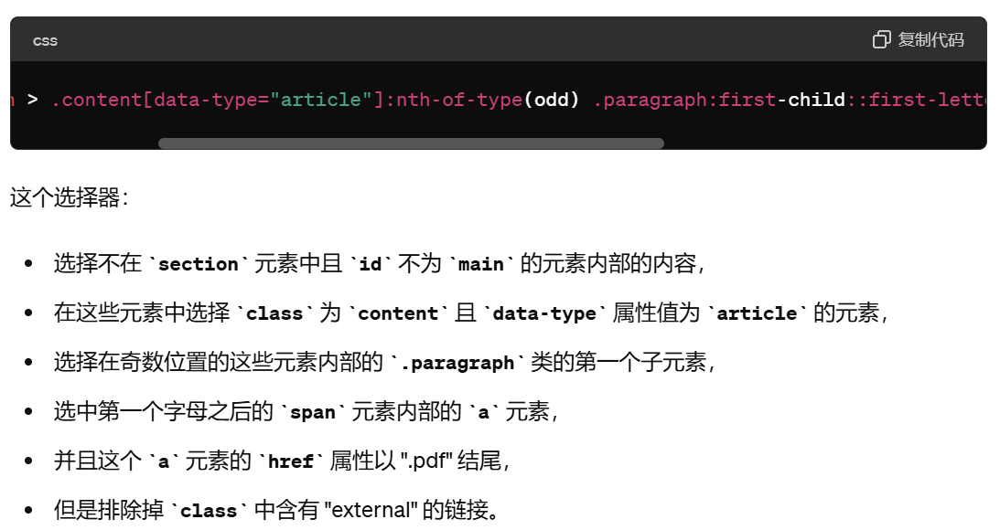 css
复制代码
> .content[data-type="article"]:nth-of-type(odd) .paragraph:first-child::first-lett
这个选择器：
• 选择不在 `section` 元素中且 `id` 不为 `main` 的元素内部的内容，
• 在这些元素中选择 `class` 为 `content` 且 `data-type` 属性值为 `article` 的元素，
• 选择在奇数位置的这些元素内部的 `.paragraph` 类的第一个子元素，
• 选中第一个字母之后的 `span` 元素内部的 `a` 元素，
• 并且这个 `a` 元素的 `href` 属性以 ".pdf" 结尾，
• 但是排除掉 `class` 中含有 "external" 的链接。